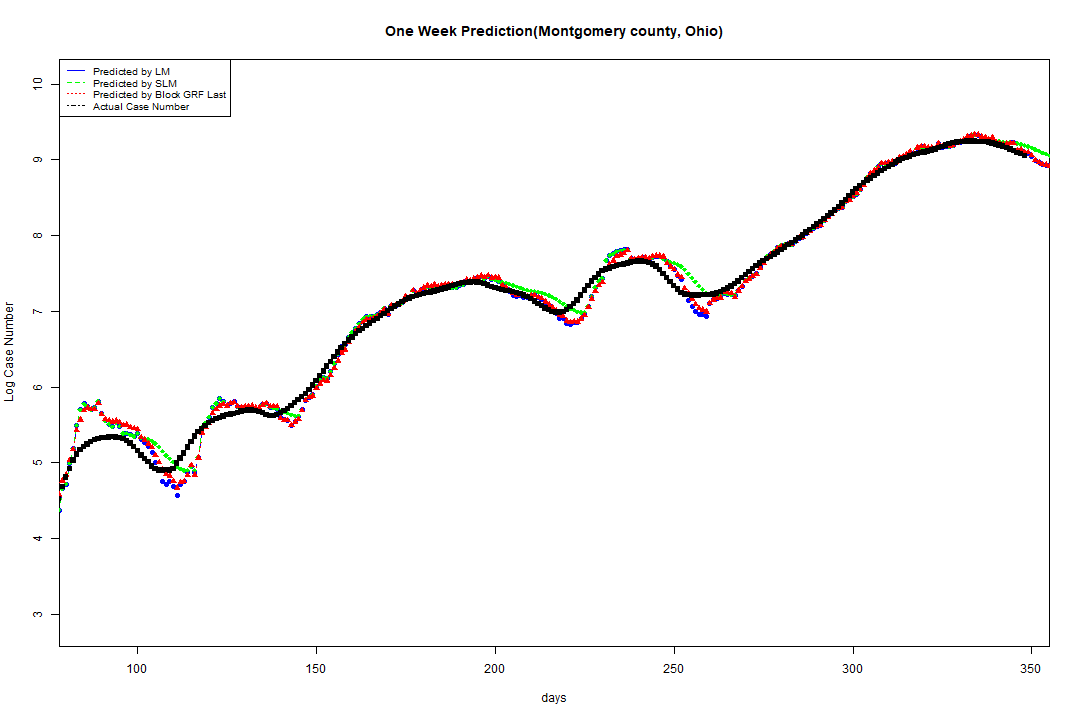 One Week Prediction(Montgomery county, Ohio)
Predicted by LM
Predicted by SLM
Predicted by Block GRF Last
Actual Case Number
Log Case Number
10
9
8
7
6
5
4
3
100 150 200 250 300 350
days